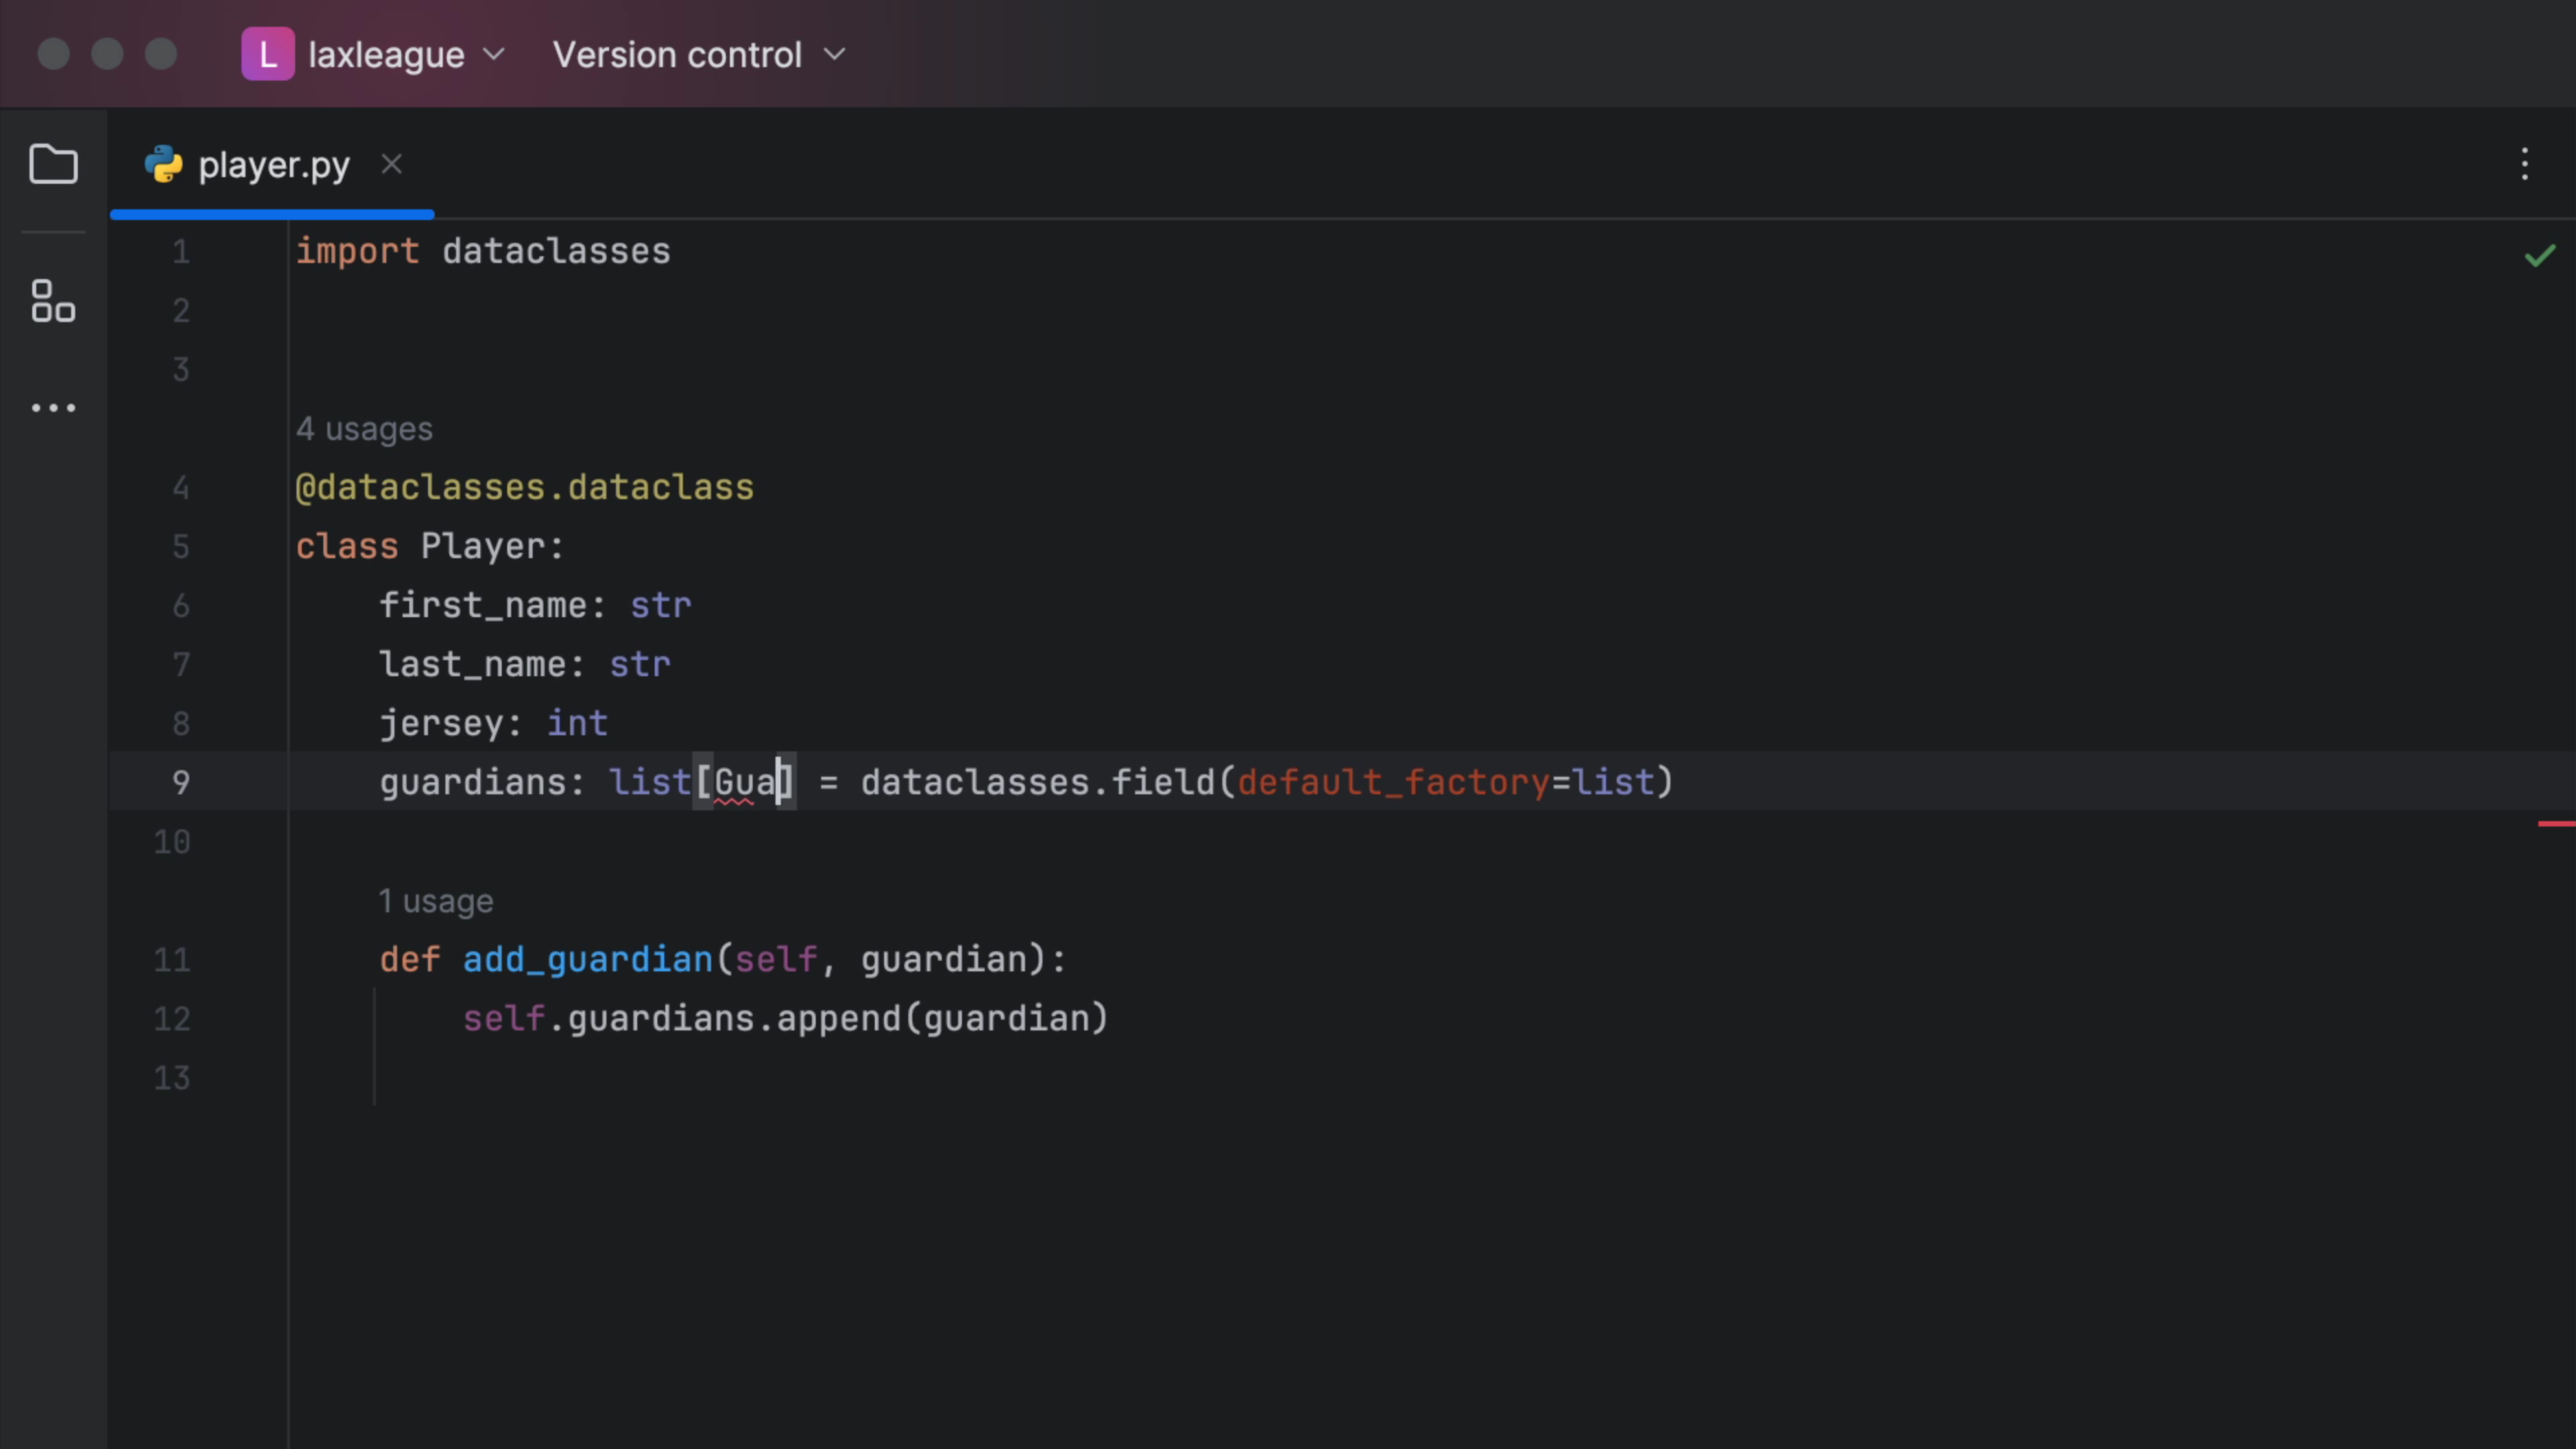 L laxleague Version control
player.py
1 import dataclasses
2
3
4 usages
4 @dataclasses.dataclass
5 class Player:
6     first_name: str
7     last_name: str
8     jersey: int
9     guardians: list[Gua] = dataclasses.field(default_factory=list)
10
1 usage
11     def add_guardian(self, guardian):
12         self.guardians.append(guardian)
13